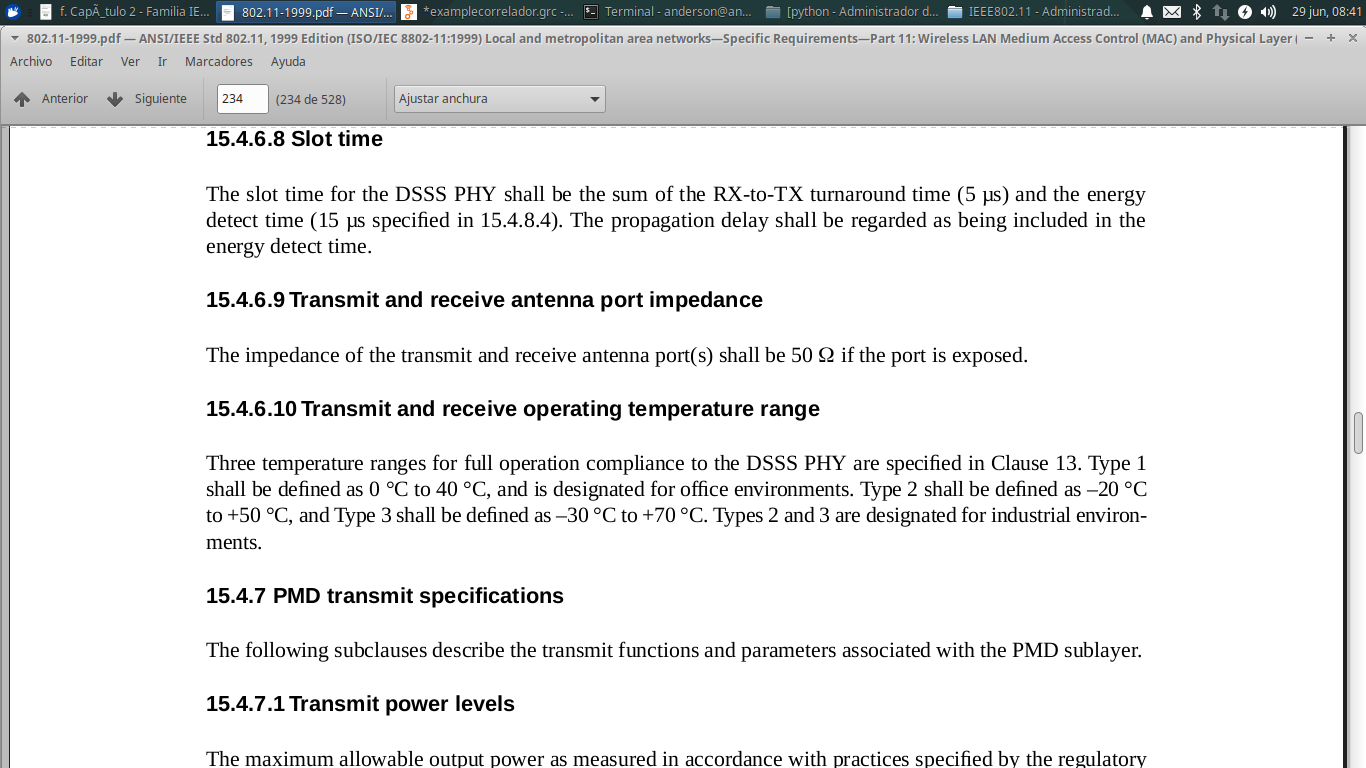 f. CapÃ_tulo 2 - Familia IE... 802.11-1999.pdf — ANSI/... *examplecorrelador.grc -... Terminal - anderson@an... [python - Administrador d... IEEE802.11 - Administrad... 29 jun, 08:41
802.11-1999.pdf — ANSI/IEEE Std 802.11, 1999 Edition (ISO/IEC 8802-11:1999) Local and metropolitan area networks—Specific Requirements—Part 11: Wireless LAN Medium Access Control (MAC) and Physical Layer (
Archivo Editar Ver Ir Marcadores Ayuda
Anterior Siguiente 234 (234 de 528) Ajustar anchura
15.4.6.8 Slot time
The slot time for the DSSS PHY shall be the sum of the RX-to-TX turnaround time (5 µs) and the energy
detect time (15 µs specified in 15.4.8.4). The propagation delay shall be regarded as being included in the
energy detect time.
15.4.6.9 Transmit and receive antenna port impedance
The impedance of the transmit and receive antenna port(s) shall be 50 Ω if the port is exposed.
15.4.6.10 Transmit and receive operating temperature range
Three temperature ranges for full operation compliance to the DSSS PHY are specified in Clause 13. Type 1
shall be defined as 0 °C to 40 °C, and is designated for office environments. Type 2 shall be defined as –20 °C
to +50 °C, and Type 3 shall be defined as –30 °C to +70 °C. Types 2 and 3 are designated for industrial environ-
ments.
15.4.7 PMD transmit specifications
The following subclauses describe the transmit functions and parameters associated with the PMD sublayer.
15.4.7.1 Transmit power levels
The maximum allowable output power as measured in accordance with practices specified by the regulatory